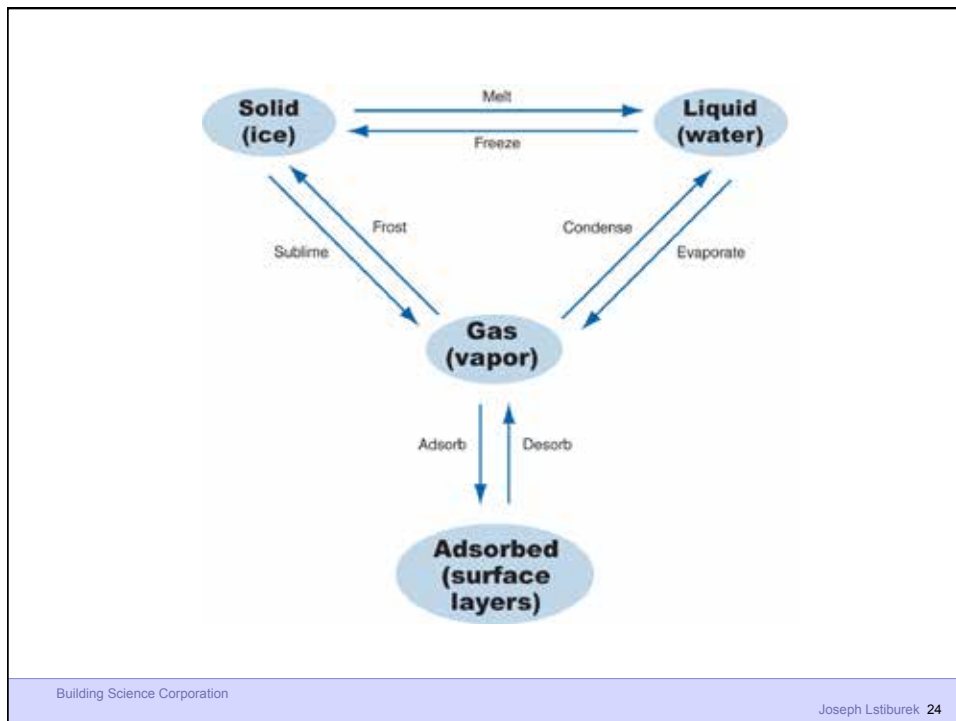 Solid
(ice)
Melt
Freeze
Liquid
(water)
Sublime
Frost
Condense
Evaporate
Gas
(vapor)
Adsorb
Desorb
Adsorbed
(surface
layers)
Building Science Corporation
Joseph Lstiburek 24